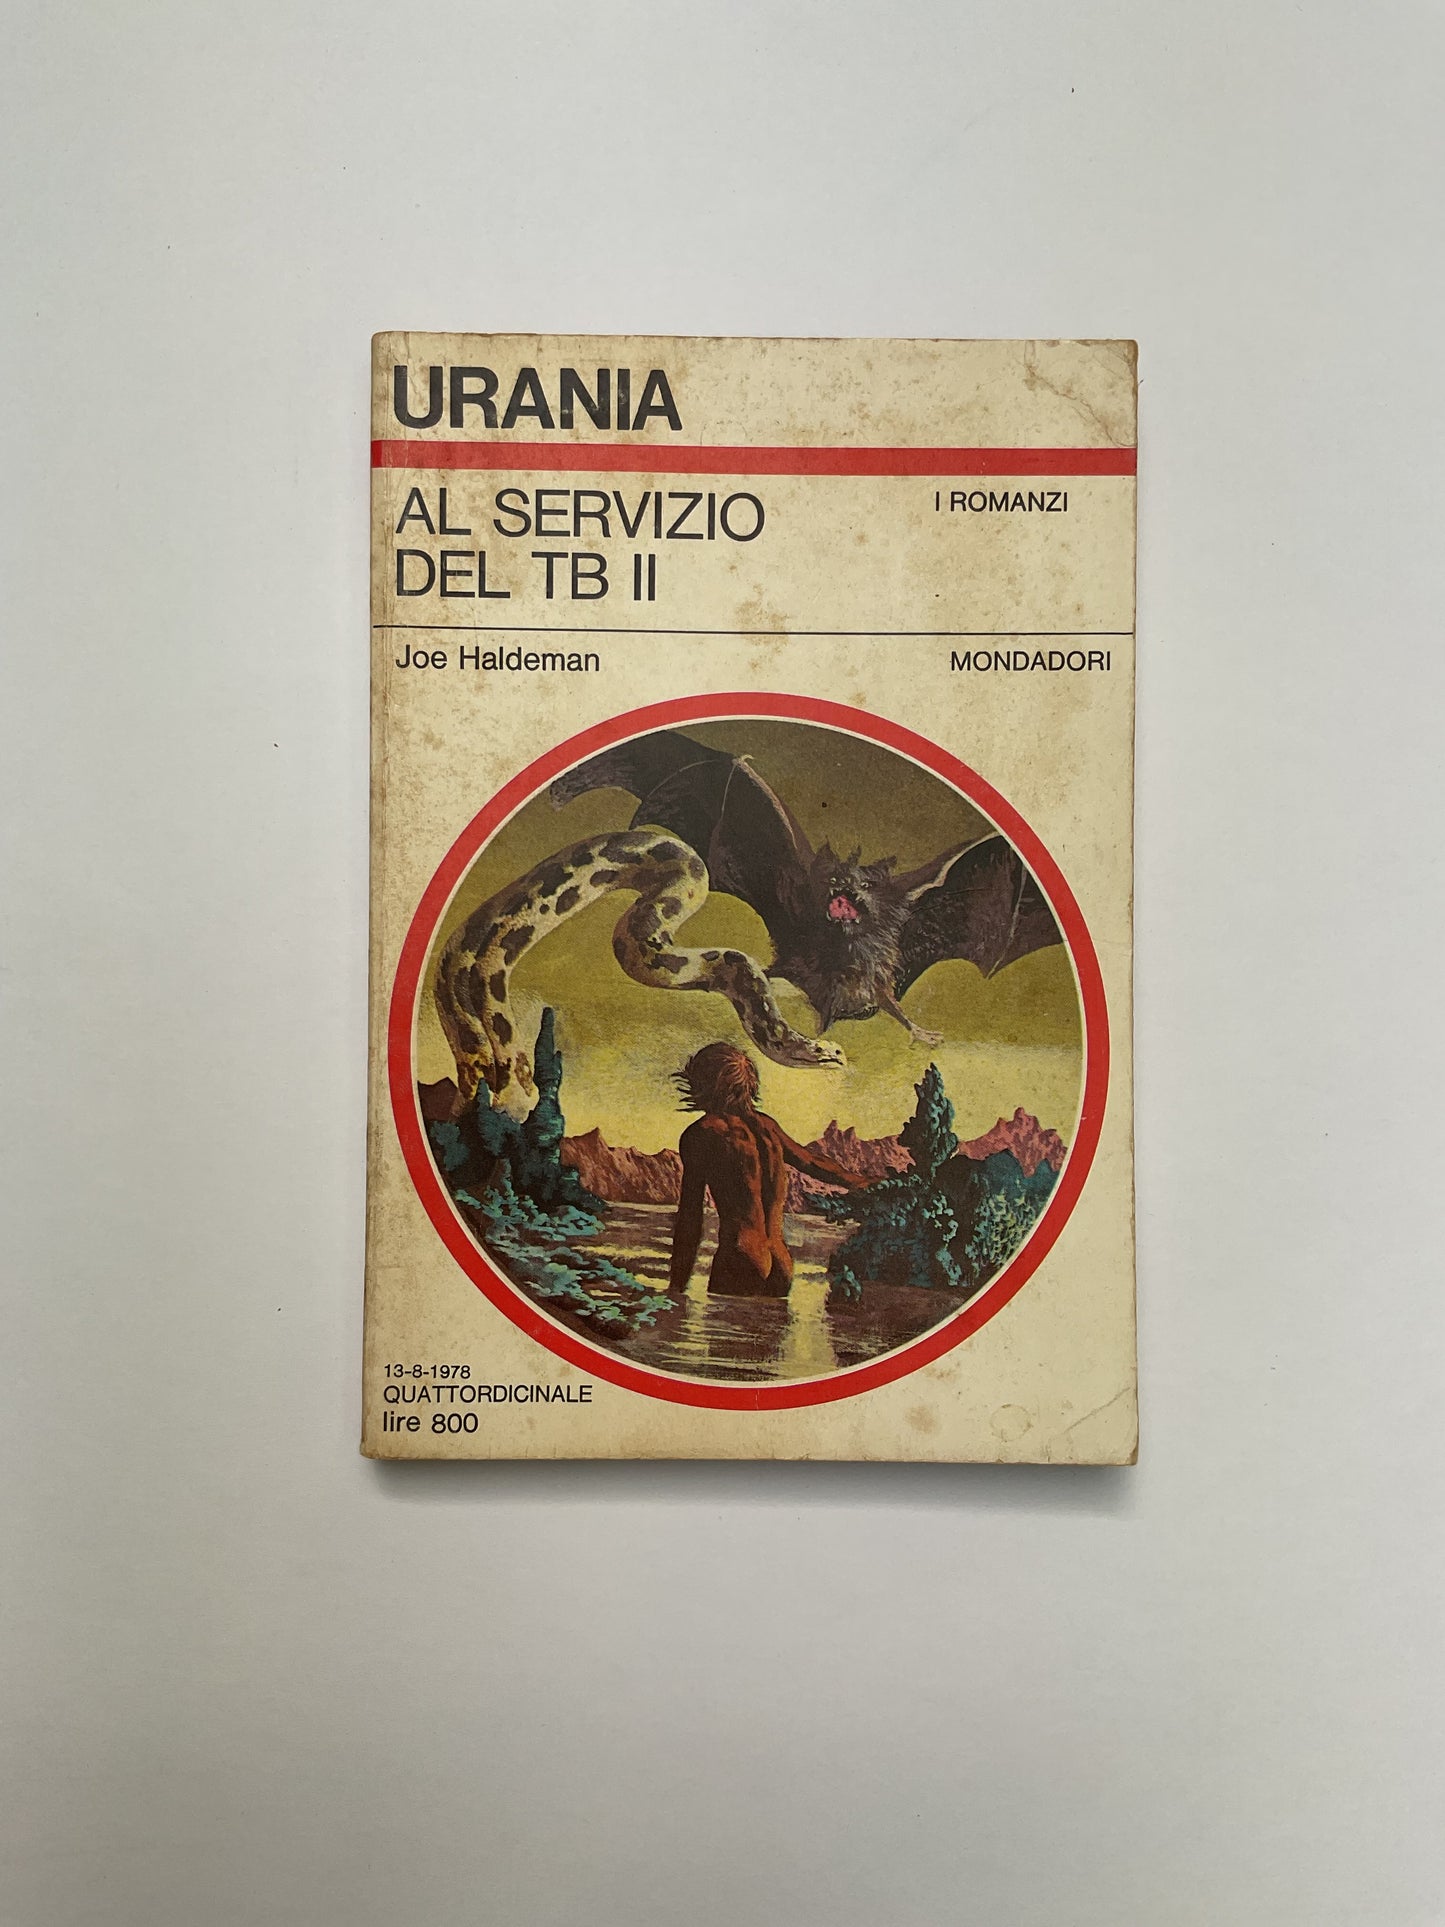 URANIA
AL SERVIZIO
DEL TB II
I ROMANZI
Joe Haldeman
MONDADORI
13-8-1978
QUATTORDICINALE
lire 800